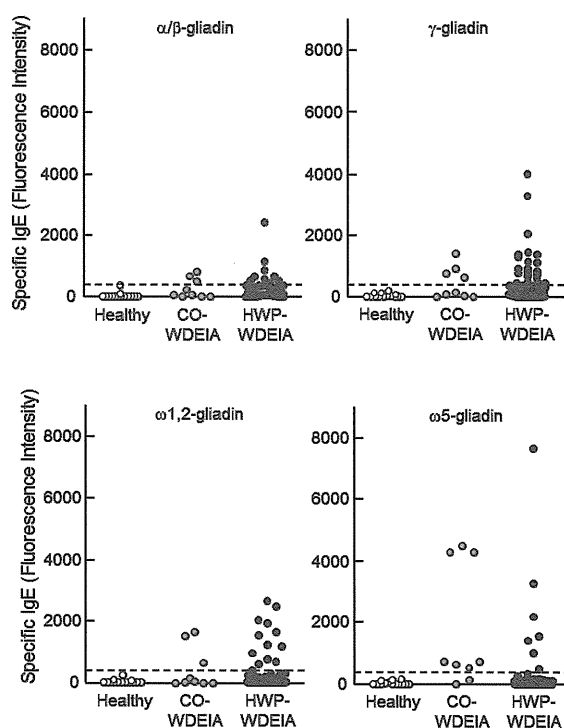 α/β-gliadin
γ-gliadin
Specific IgE (Fluorescence Intensity)
8000
6000
4000
2000
0
Healthy
CO-
WDEIA
HWP-
WDEIA
8000
6000
4000
2000
0
Healthy
CO-
WDEIA
HWP-
WDEIA
ω1,2-gliadin
ω5-gliadin
Specific IgE (Fluorescence Intensity)
8000
6000
4000
2000
0
Healthy
CO-
WDEIA
HWP-
WDEIA
8000
6000
4000
2000
0
Healthy
CO-
WDEIA
HWP-
WDEIA